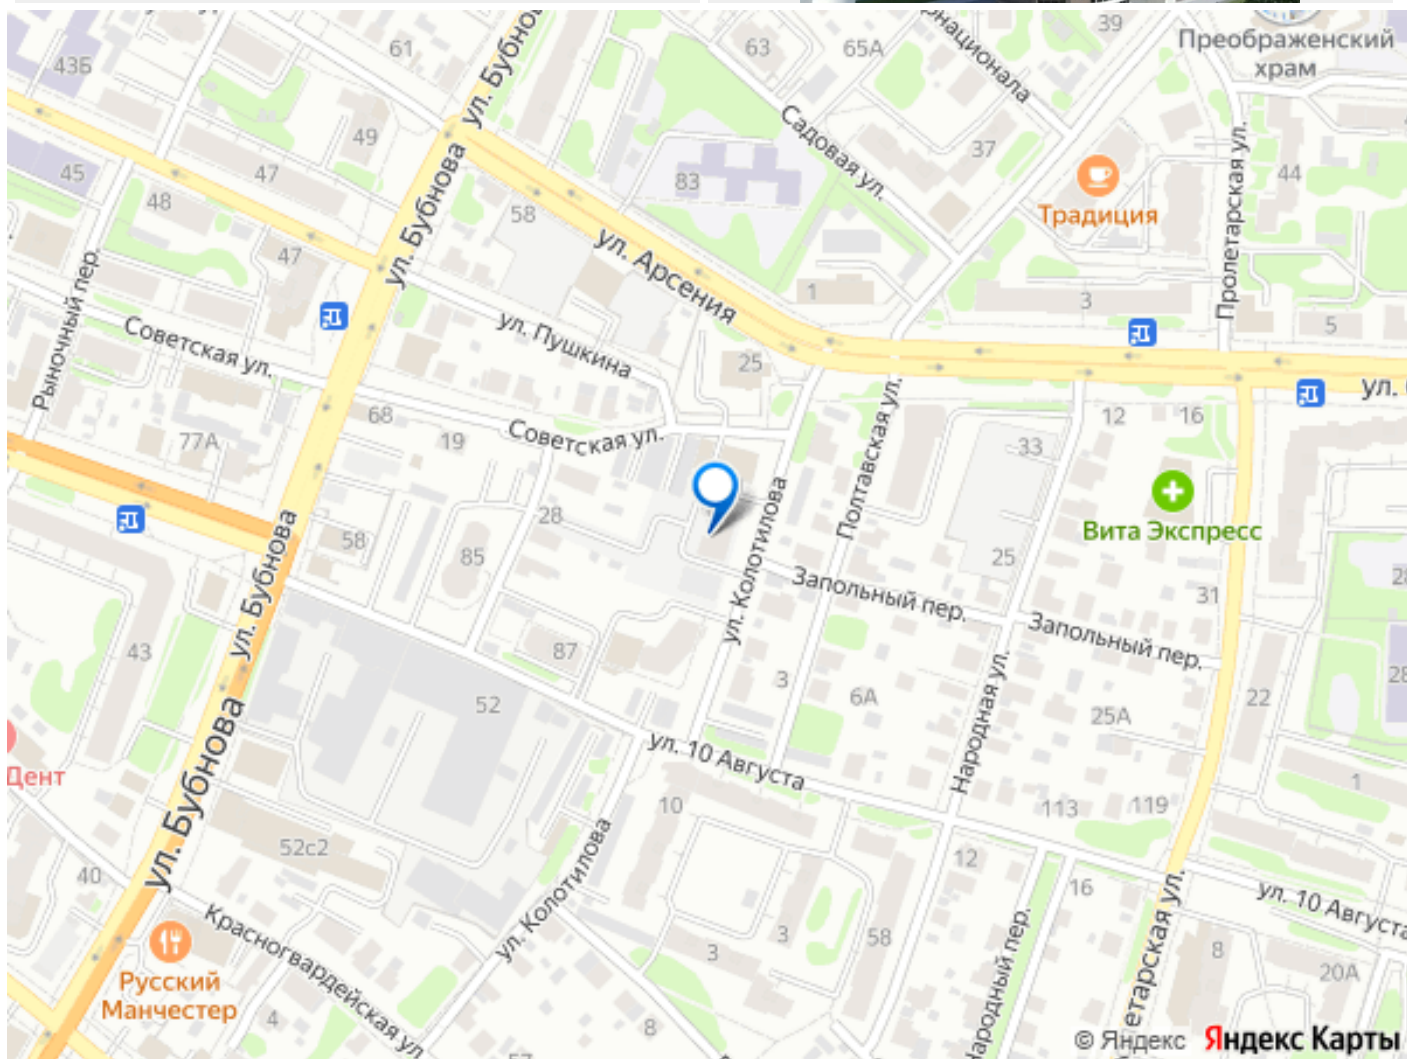 ул. Бубнова
61
63
65А
39
Преображенский
храм
43Б
49
45
47
48
83
Садовая ул.
37
Традиция
44
Пролетарская ул.
58
ул. Бубнова
47
ул. Арсения
1
3
5
Рыночный пер.
Советская ул.
ул. Пушкина
25
ул.
68
19
77А
Советская ул.
Полтавская ул.
12
16
33
Вита Экспресс
28
58
85
ул. Колотилова
25
Запольный пер.
31
Запольный пер.
ул. Бубнова
43
87
3
6А
Народная ул.
25А
22
28
52
ул. 10 Августа
Дент
ул. Бубнова
10
113
119
1
52с2
40
12
16
ул. 10 Августа
ул. Колотилова
Красногвардейская ул.
Русский
Манчестер
3
3
58
8
20А
4
8
Народный пер.
етарская ул.
© Яндекс
Яндекс Карты